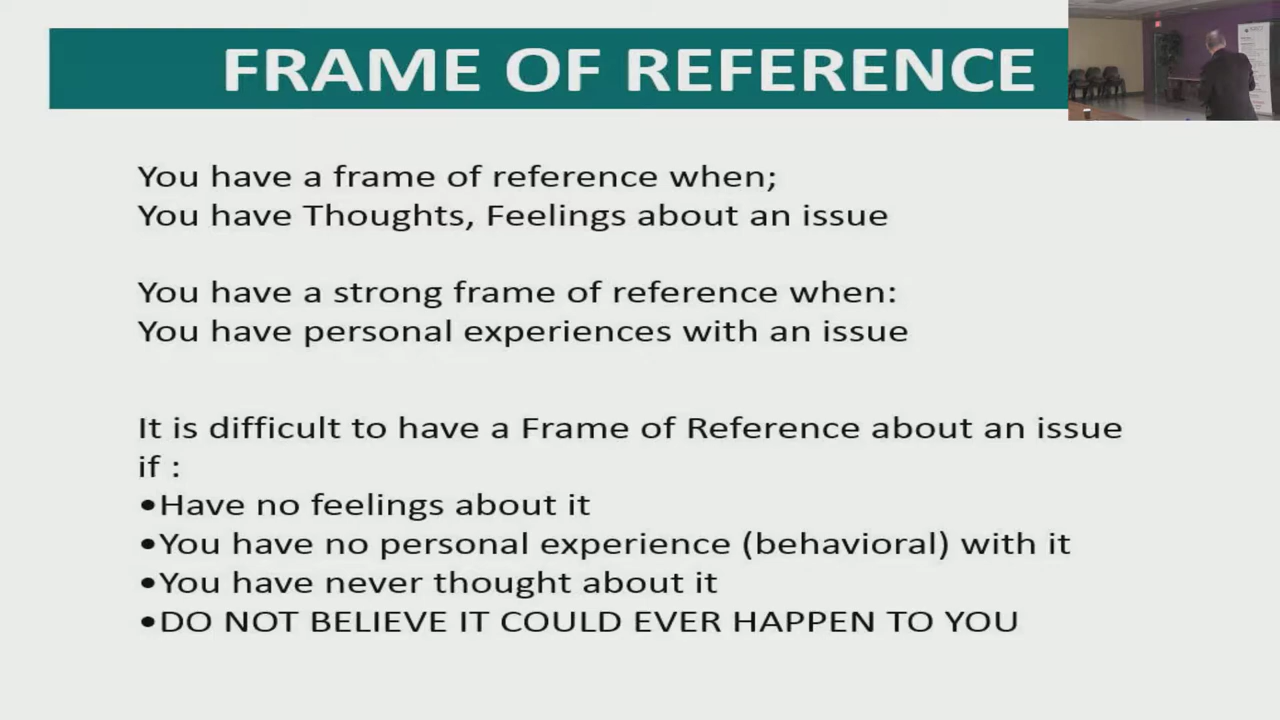 FRAME OF REFERENCE
You have a frame of reference when;
You have Thoughts, Feelings about an issue
You have a strong frame of reference when:
You have personal experiences with an issue
It is difficult to have a Frame of Reference about an issue
if :
•Have no feelings about it
•You have no personal experience (behavioral) with it
•You have never thought about it
•DO NOT BELIEVE IT COULD EVER HAPPEN TO YOU